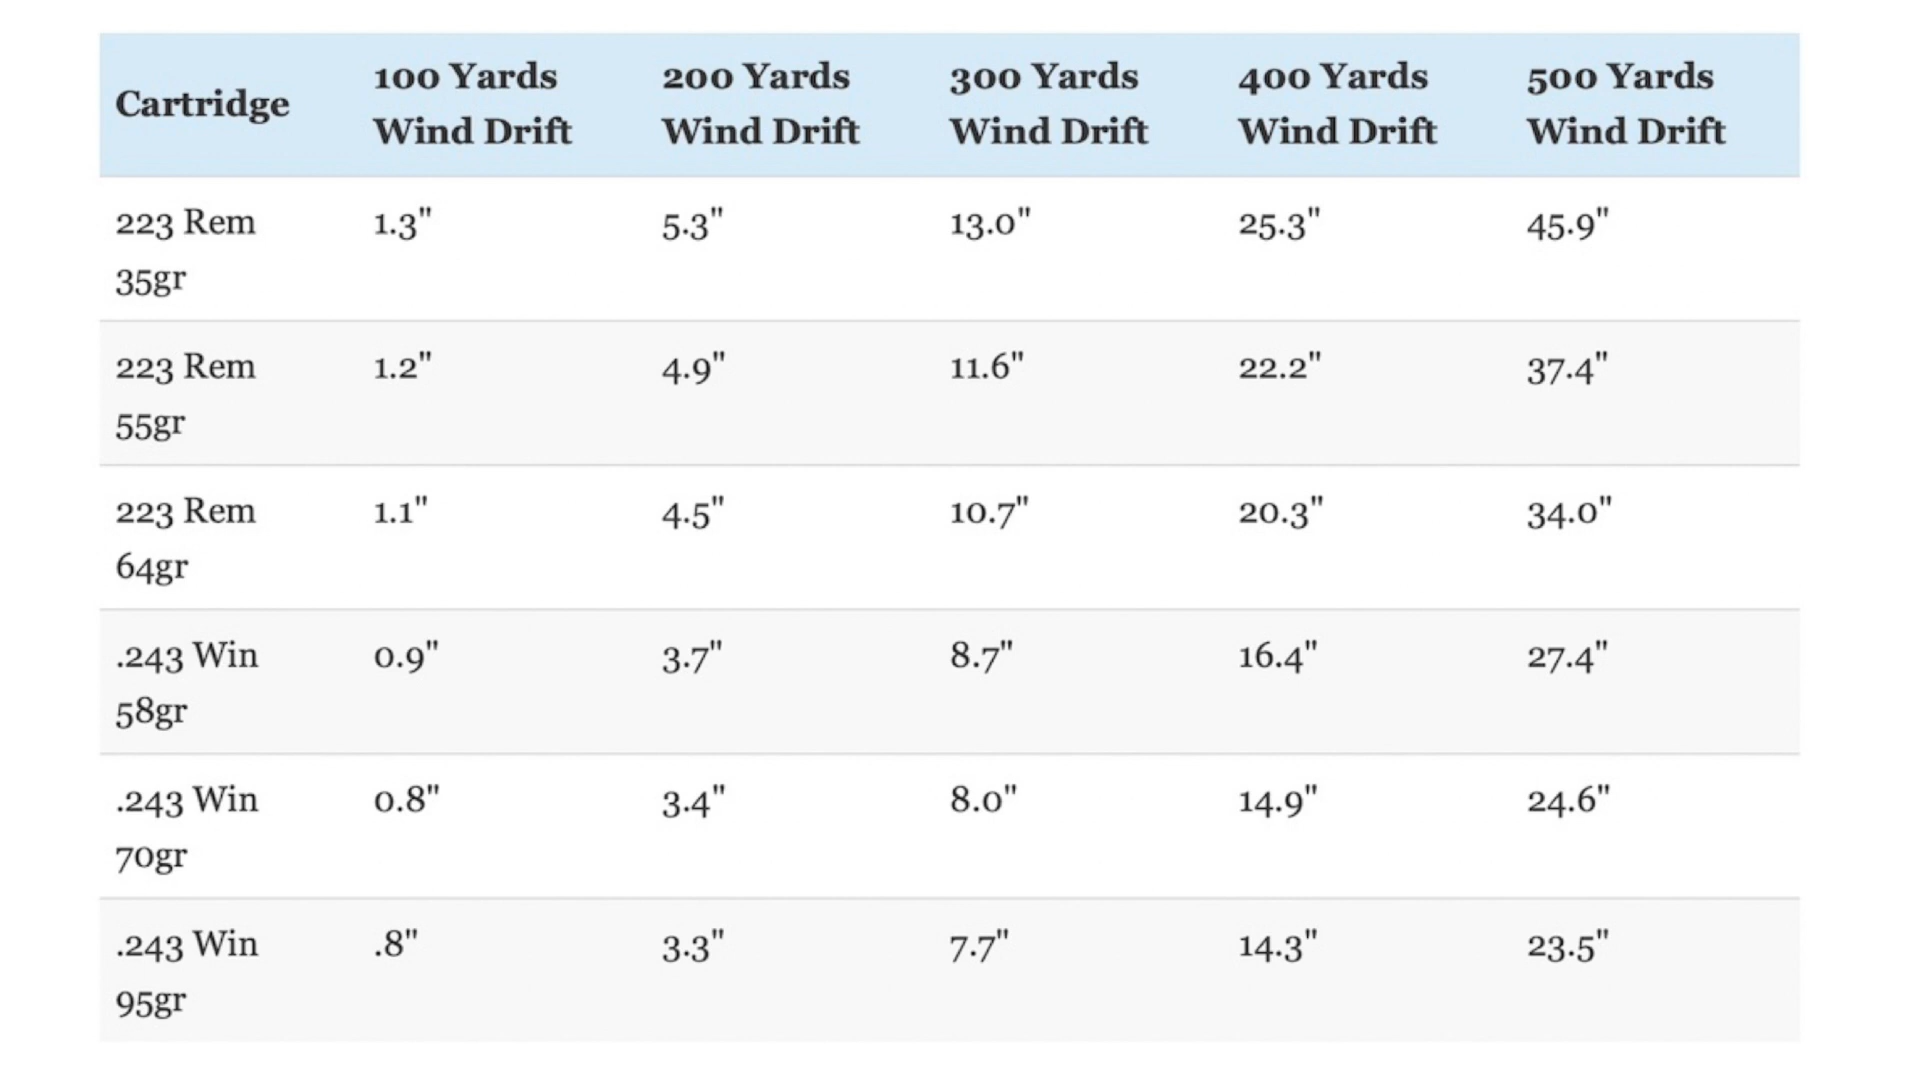 Cartridge
100 Yards
Wind Drift
200 Yards
Wind Drift
300 Yards
Wind Drift
400 Yards
Wind Drift
500 Yards
Wind Drift
223 Rem
35gr
1.3" 5.3" 13.0" 25.3" 45.9"
223 Rem
55gr
1.2" 4.9" 11.6" 22.2" 37.4"
223 Rem
64gr
1.1" 4.5" 10.7" 20.3" 34.0"
.243 Win
58gr
0.9" 3.7" 8.7" 16.4" 27.4"
.243 Win
70gr
0.8" 3.4" 8.0" 14.9" 24.6"
.243 Win
95gr
.8" 3.3" 7.7" 14.3" 23.5"